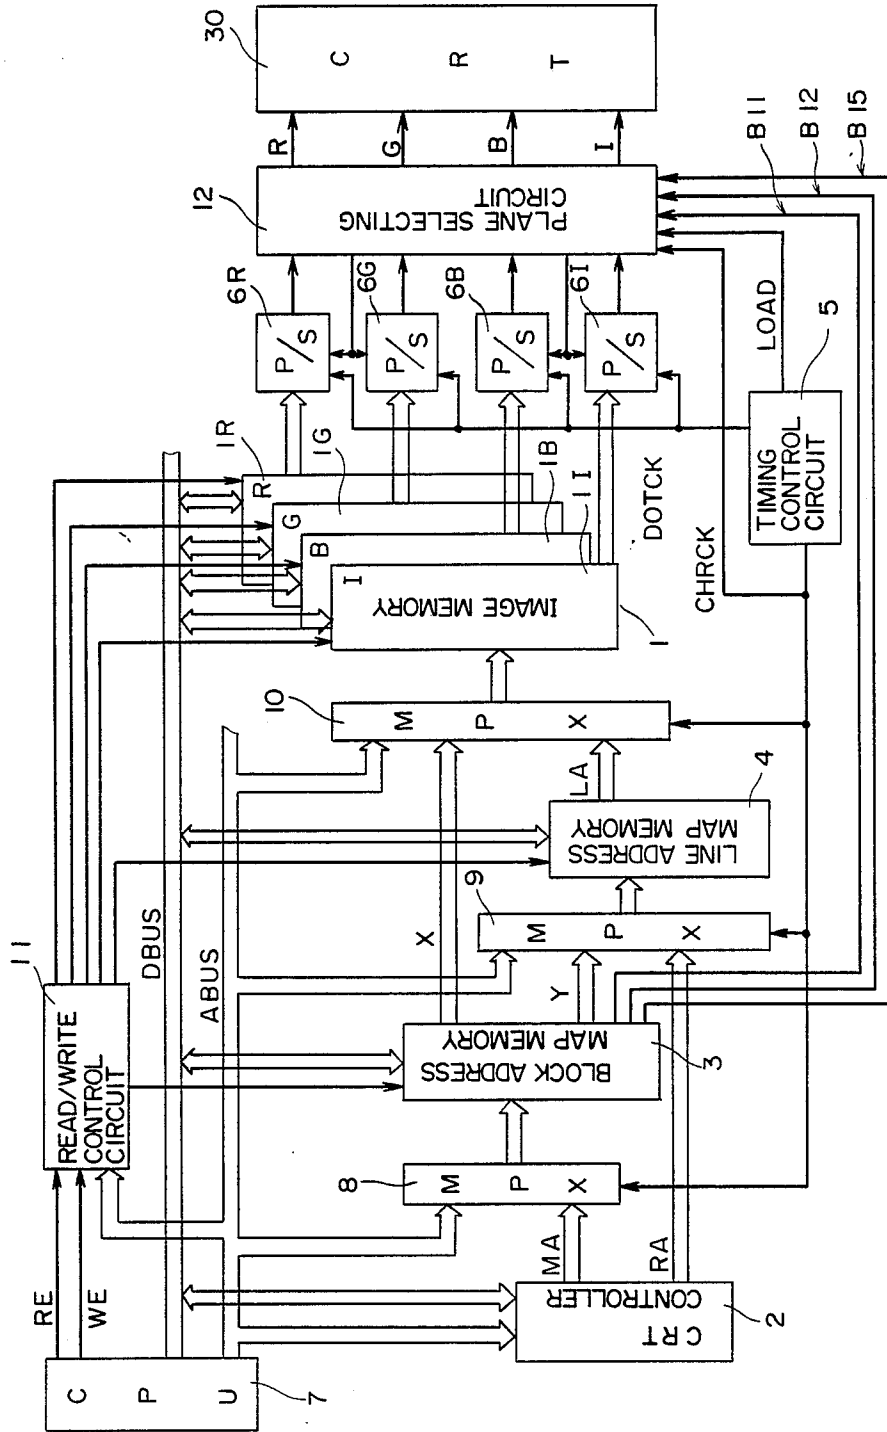 11
READ/WRITE
CONTROL
CIRCUIT
RE
WE
C P U
7
DBUS
ABUS
8
M P X
MA
RA
CRT
CONTROLLER
2
BLOCK ADDRESS
MAP MEMORY
3
X
Y
9
M P X
LINE ADDRESS
MAP MEMORY
4
LA
10
M P X
1R
R
1G
G
1B
B
1I
I
IMAGE MEMORY
1
6R
P/S
6G
P/S
6B
P/S
6I
P/S
DOTCK
CHRCK
LOAD
TIMING
CONTROL
CIRCUIT
5
12
PLANE SELECTING
CIRCUIT
R
G
B
I
30
C R T
B11
B12
B15